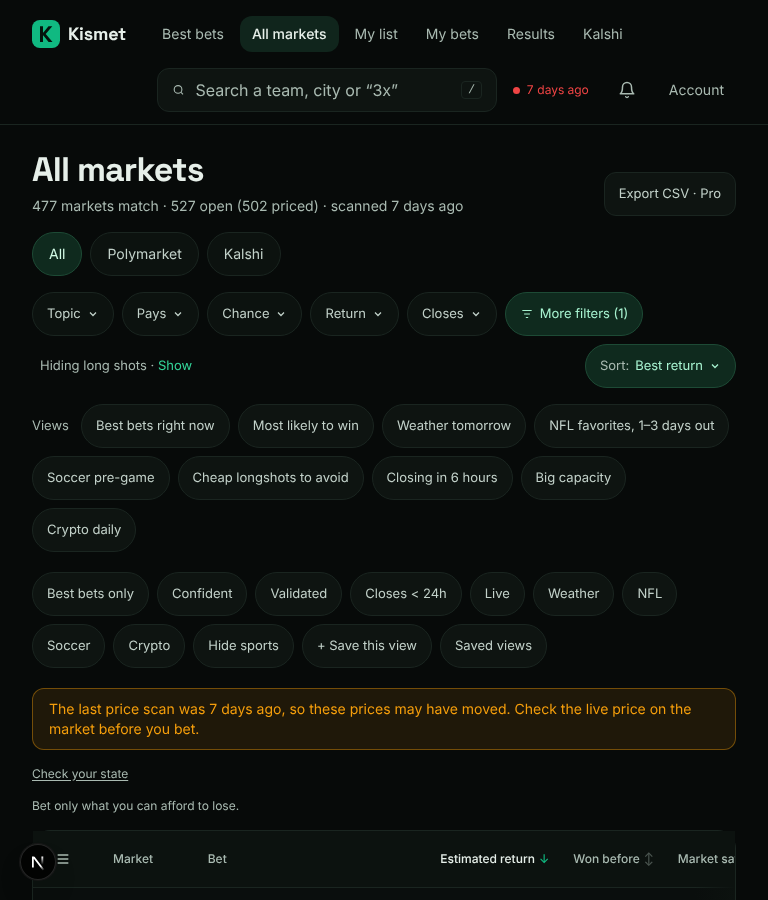 K Kismet Best bets All markets My list My bets Results Kalshi
Search a team, city or “3x” / 7 days ago Account
All markets
477 markets match · 527 open (502 priced) · scanned 7 days ago
Export CSV · Pro
All Polymarket Kalshi
Topic Pays Chance Return Closes More filters (1)
Hiding long shots · Show Sort: Best return
Views Best bets right now Most likely to win Weather tomorrow NFL favorites, 1–3 days out
Soccer pre-game Cheap longshots to avoid Closing in 6 hours Big capacity
Crypto daily
Best bets only Confident Validated Closes < 24h Live Weather NFL
Soccer Crypto Hide sports + Save this view Saved views
The last price scan was 7 days ago, so these prices may have moved. Check the live price on the
market before you bet.
Check your state
Bet only what you can afford to lose.
N Market Bet Estimated return Won before Market sa